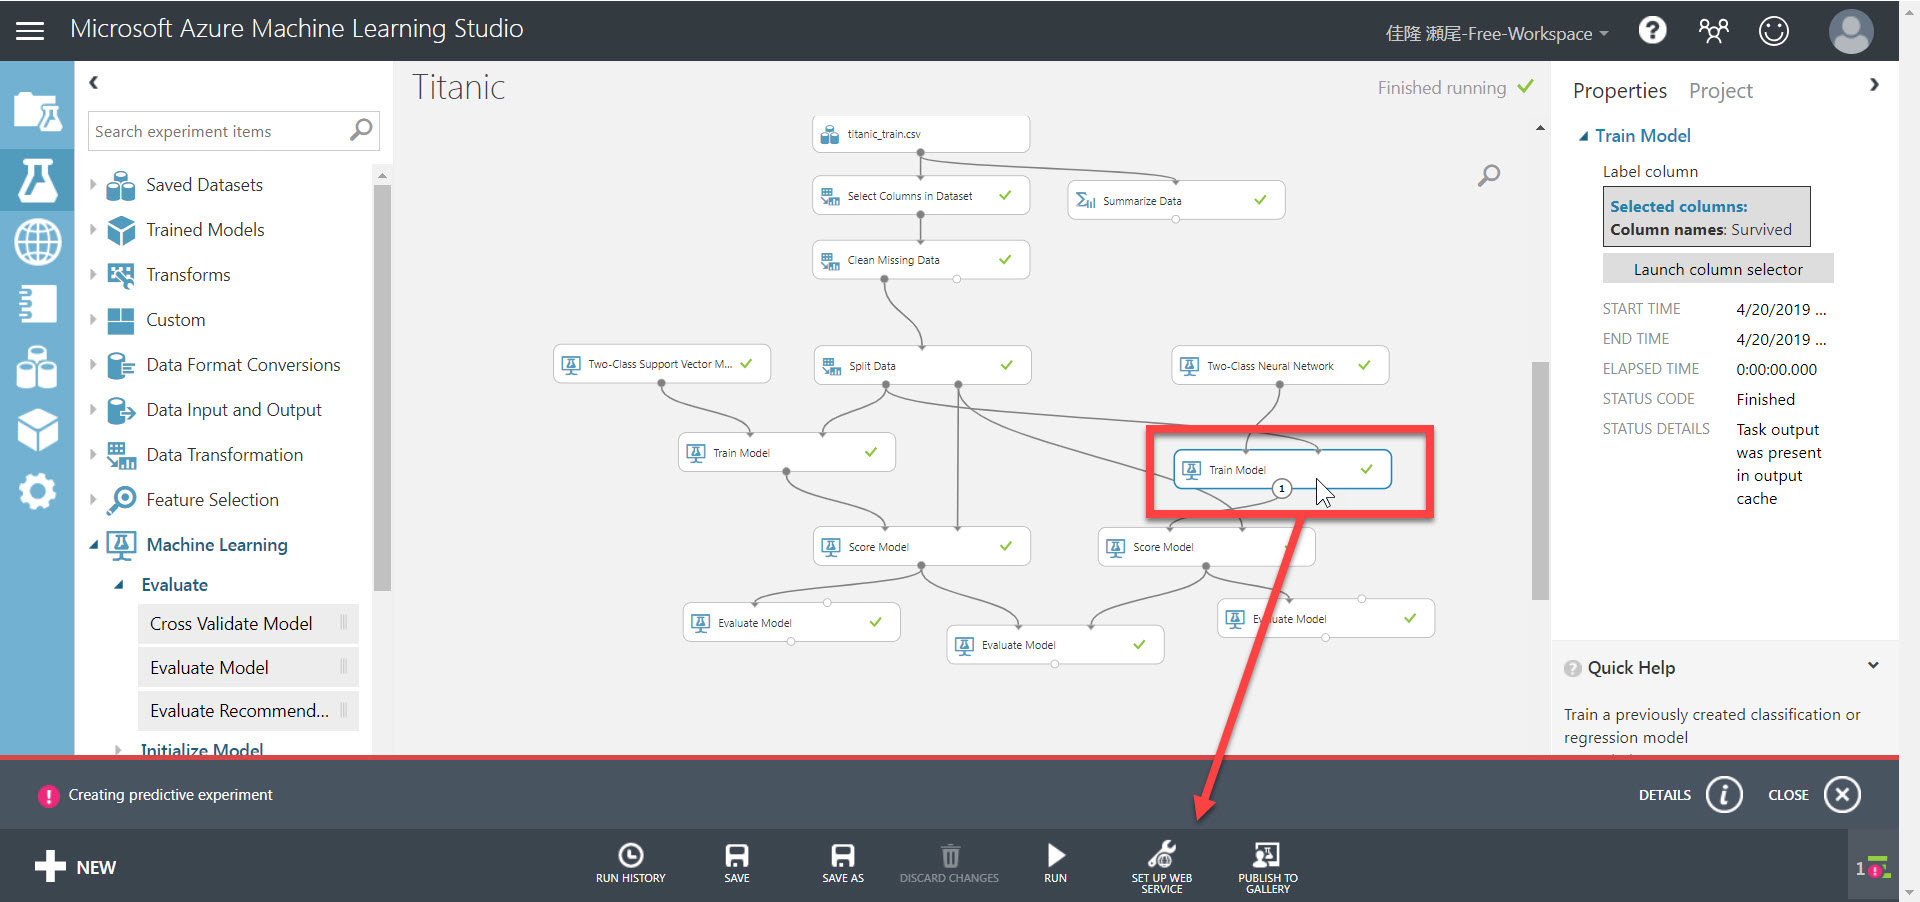 Microsoft Azure Machine Learning Studio
佳隆 瀬尾-Free-Workspace
?
Search experiment items
Saved Datasets
Trained Models
Transforms
Custom
Data Format Conversions
Data Input and Output
Data Transformation
Feature Selection
Machine Learning
Evaluate
Cross Validate Model
Evaluate Model
Evaluate Recommend...
Initialize Model
Titanic
Finished running
titanic_train.csv
Select Columns in Dataset
Summarize Data
Clean Missing Data
Two-Class Support Vector M...
Split Data
Two-Class Neural Network
Train Model
Train Model
1
Score Model
Score Model
Evaluate Model
Evaluate Model
Evaluate Model
Properties
Project
Train Model
Label column
Selected columns:
Column names: Survived
Launch column selector
START TIME 4/20/2019 ...
END TIME 4/20/2019 ...
ELAPSED TIME 0:00:00.000
STATUS CODE Finished
STATUS DETAILS Task output
was present
in output
cache
? Quick Help
Train a previously created classification or
regression model
! Creating predictive experiment
DETAILS i
CLOSE
NEW
RUN HISTORY
SAVE
SAVE AS
DISCARD CHANGES
RUN
SET UP WEB
SERVICE
PUBLISH TO
GALLERY
1